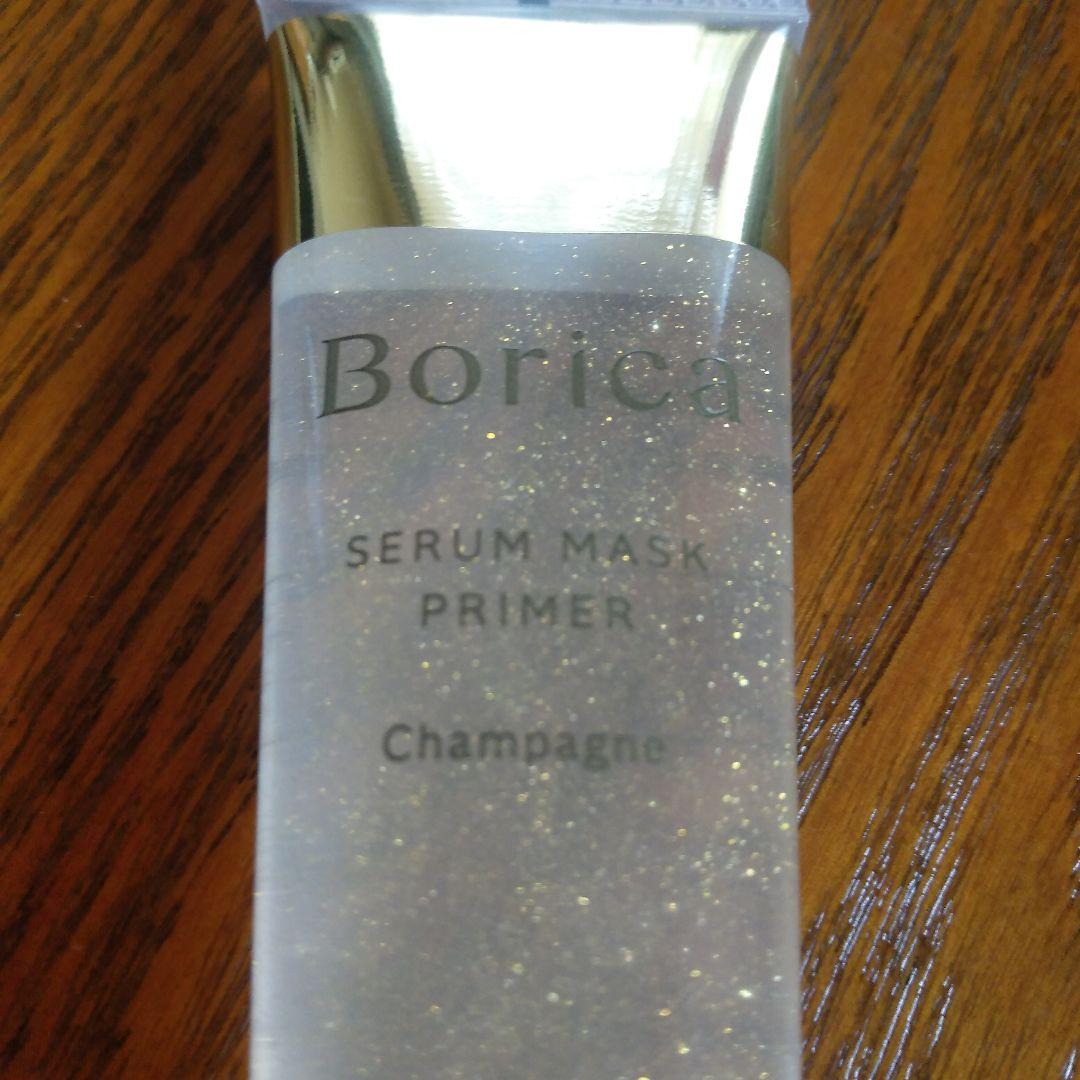 Borica
SERUM MASK
PRIMER
Champagne